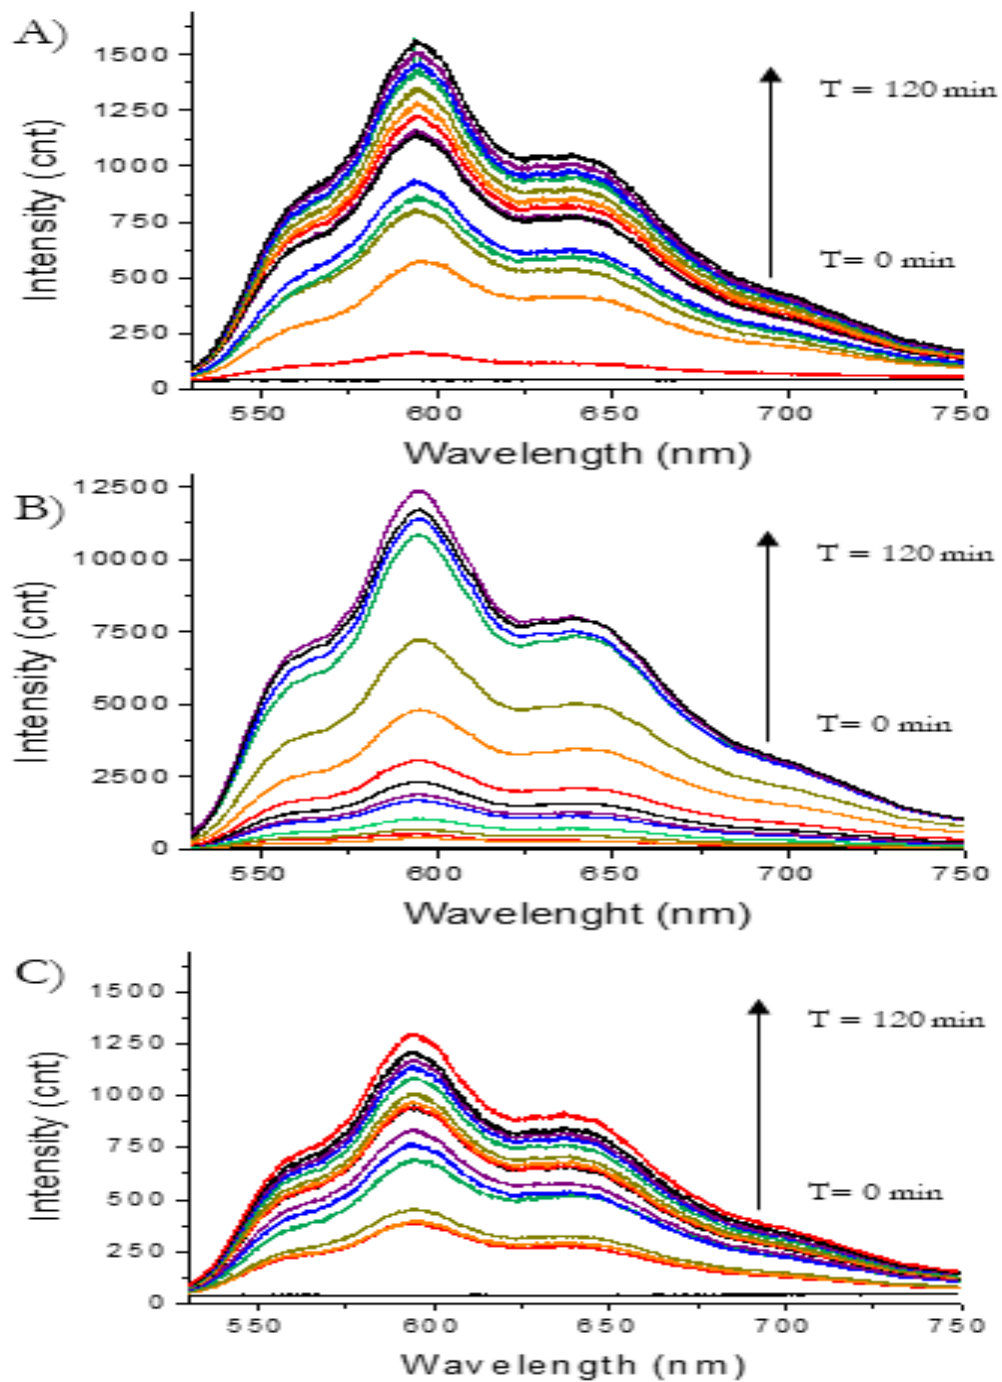 A)
Intensity (cnt)
1500
1250
1000
750
500
250
0
T = 120 min
T= 0 min
550 600 650 700 750
Wavelength (nm)
B)
Intensity (cnt)
12500
10000
7500
5000
2500
0
T = 120 min
T= 0 min
550 600 650 700 750
Wavelenght (nm)
C)
Intensity (cnt)
1500
1250
1000
750
500
250
0
T = 120 min
T= 0 min
550 600 650 700 750
Wavelength (nm)